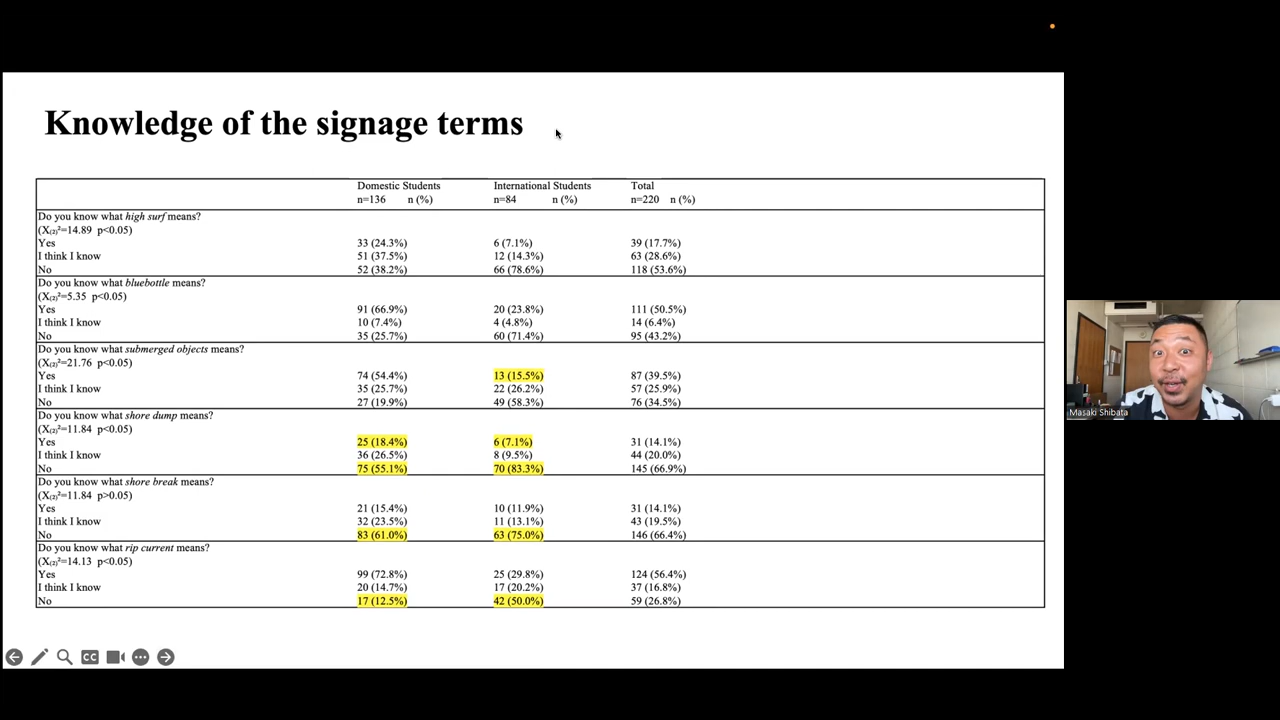 Knowledge of the signage terms
Domestic Students International Students Total
n=136 n (%) n=84 n (%) n=220 n (%)
Do you know what high surf means?
(X₍₂₎²=14.89 p<0.05)
Yes 33 (24.3%) 6 (7.1%) 39 (17.7%)
I think I know 51 (37.5%) 12 (14.3%) 63 (28.6%)
No 52 (38.2%) 66 (78.6%) 118 (53.6%)
Do you know what bluebottle means?
(X₍₂₎²=5.35 p<0.05)
Yes 91 (66.9%) 20 (23.8%) 111 (50.5%)
I think I know 10 (7.4%) 4 (4.8%) 14 (6.4%)
No 35 (25.7%) 60 (71.4%) 95 (43.2%)
Do you know what submerged objects means?
(X₍₂₎²=21.76 p<0.05)
Yes 74 (54.4%) 13 (15.5%) 87 (39.5%)
I think I know 35 (25.7%) 22 (26.2%) 57 (25.9%)
No 27 (19.9%) 49 (58.3%) 76 (34.5%)
Do you know what shore dump means?
(X₍₂₎²=11.84 p<0.05)
Yes 25 (18.4%) 6 (7.1%) 31 (14.1%)
I think I know 36 (26.5%) 8 (9.5%) 44 (20.0%)
No 75 (55.1%) 70 (83.3%) 145 (66.9%)
Do you know what shore break means?
(X₍₂₎²=11.84 p>0.05)
Yes 21 (15.4%) 10 (11.9%) 31 (14.1%)
I think I know 32 (23.5%) 11 (13.1%) 43 (19.5%)
No 83 (61.0%) 63 (75.0%) 146 (66.4%)
Do you know what rip current means?
(X₍₂₎²=14.13 p<0.05)
Yes 99 (72.8%) 25 (29.8%) 124 (56.4%)
I think I know 20 (14.7%) 17 (20.2%) 37 (16.8%)
No 17 (12.5%) 42 (50.0%) 59 (26.8%)
CC
Masaki Shibata